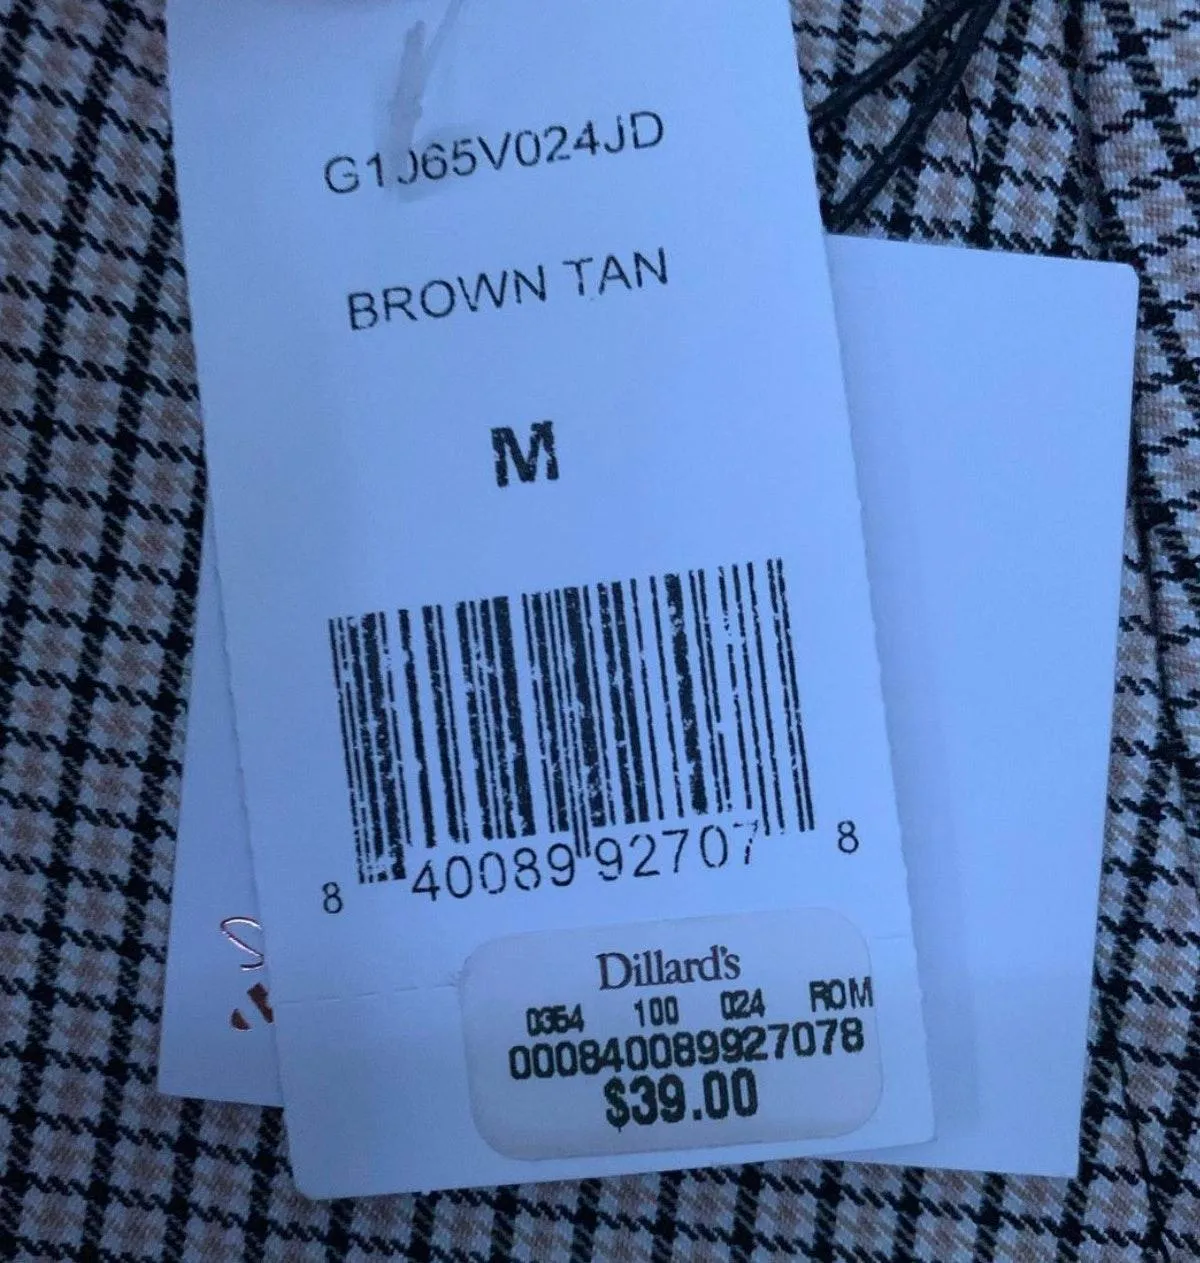 G1J65V024JD
BROWN TAN
M
8 40089 92707 8
Dillard's
0354 100 024 ROM
000840089927078
$39.00